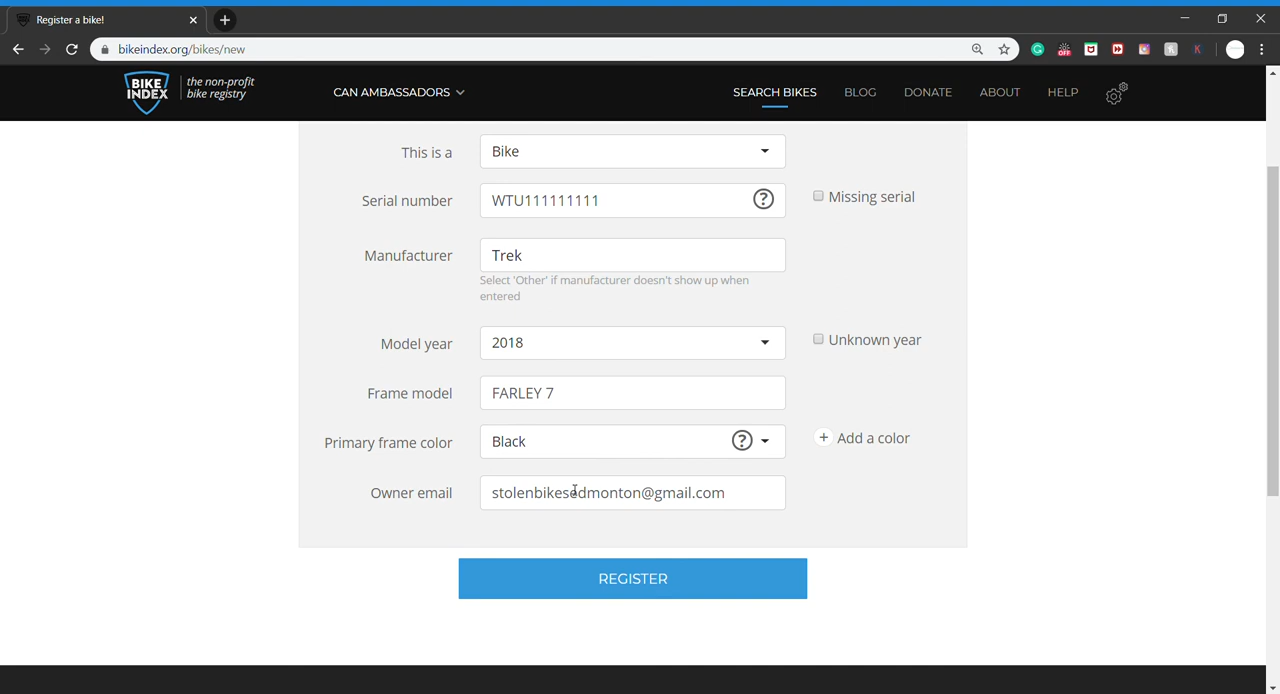 Register a bike!
bikeindex.org/bikes/new
OFF
K
BIKE
INDEX
the non-profit
bike registry
CAN AMBASSADORS
SEARCH BIKES
BLOG
DONATE
ABOUT
HELP
This is a
Bike
Serial number
WTU111111111
?
Missing serial
Manufacturer
Trek
Select 'Other' if manufacturer doesn't show up when
entered
Model year
2018
Unknown year
Frame model
FARLEY 7
Primary frame color
Black
?
+ Add a color
Owner email
stolenbikesedmonton@gmail.com
REGISTER